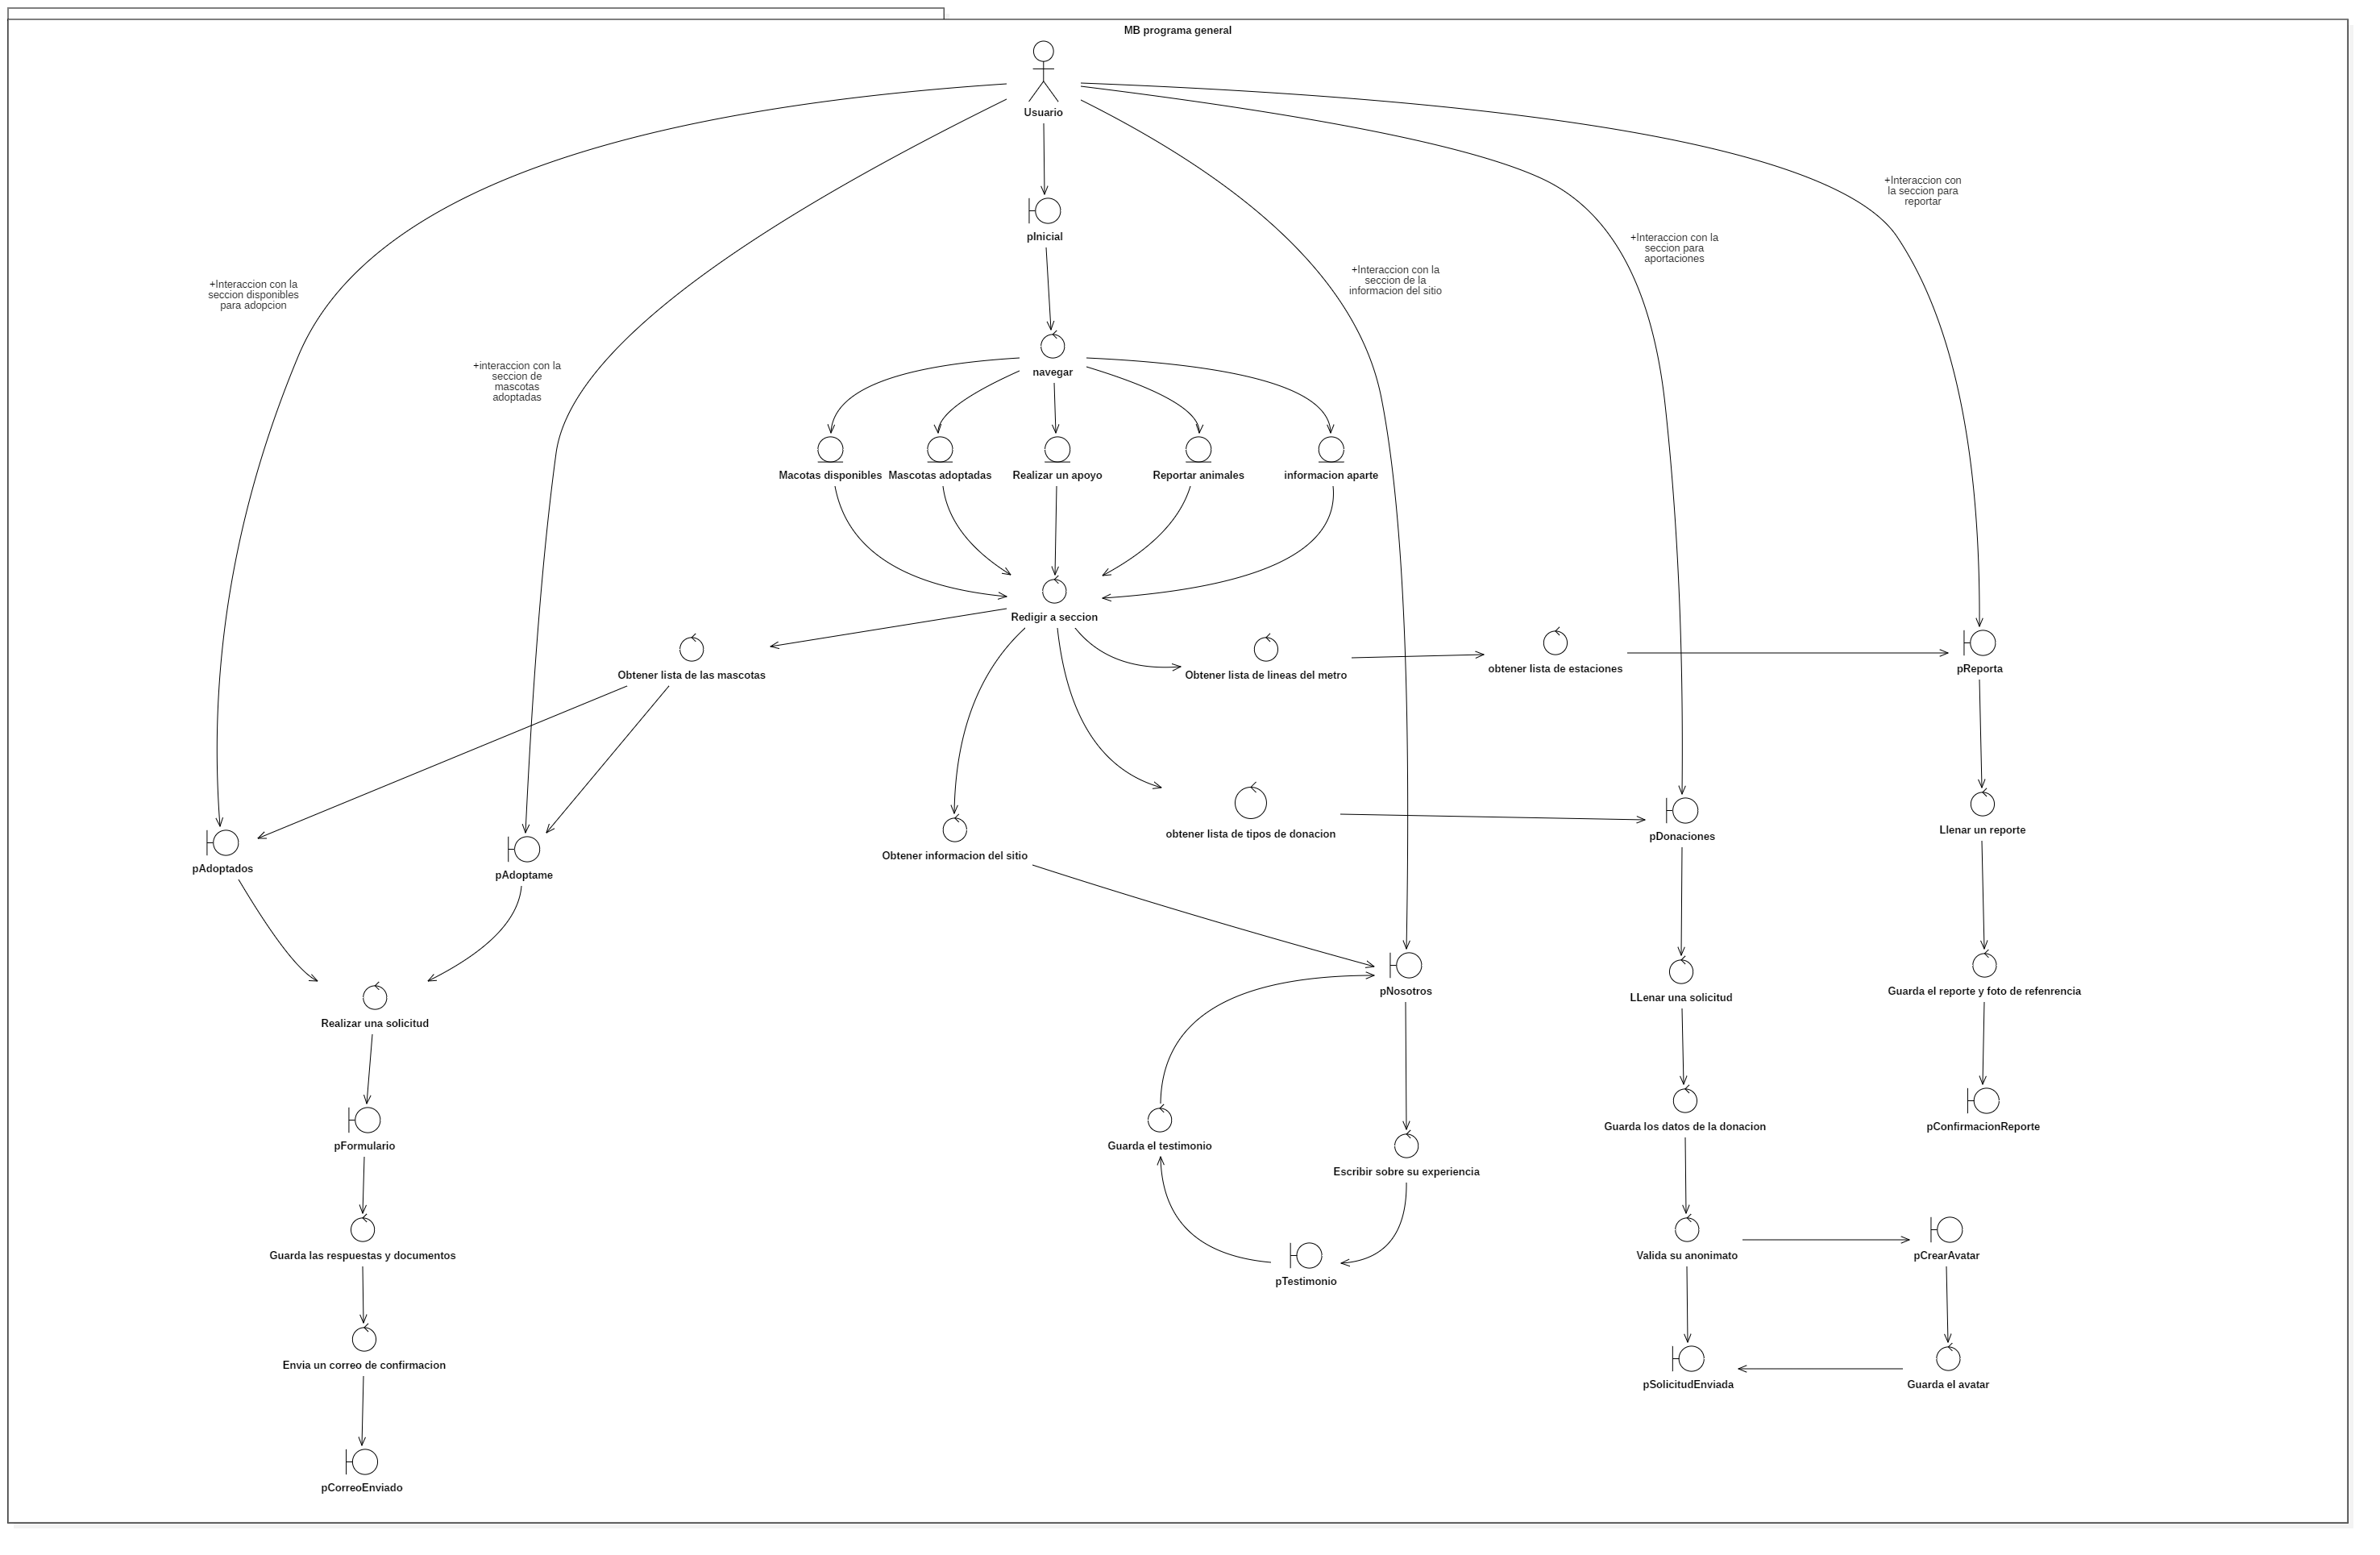 MB programa general
Usuario
+Interaccion con
la seccion para
reportar
pInicial
+Interaccion con la
seccion para
aportaciones
+Interaccion con la
seccion de la
informacion del sitio
+Interaccion con la
seccion disponibles
para adopcion
navegar
+interaccion con la
seccion de
mascotas
adoptadas
Macotas disponibles
Mascotas adoptadas
Realizar un apoyo
Reportar animales
informacion aparte
Redigir a seccion
Obtener lista de las mascotas
Obtener lista de lineas del metro
obtener lista de estaciones
pReporta
obtener lista de tipos de donacion
pDonaciones
Llenar un reporte
Obtener informacion del sitio
pAdoptados
pAdoptame
pNosotros
LLenar una solicitud
Guarda el reporte y foto de refenrencia
Realizar una solicitud
Guarda los datos de la donacion
pConfirmacionReporte
pFormulario
Guarda el testimonio
Escribir sobre su experiencia
Guarda las respuestas y documentos
Valida su anonimato
pCrearAvatar
pTestimonio
Envia un correo de confirmacion
pSolicitudEnviada
Guarda el avatar
pCorreoEnviado